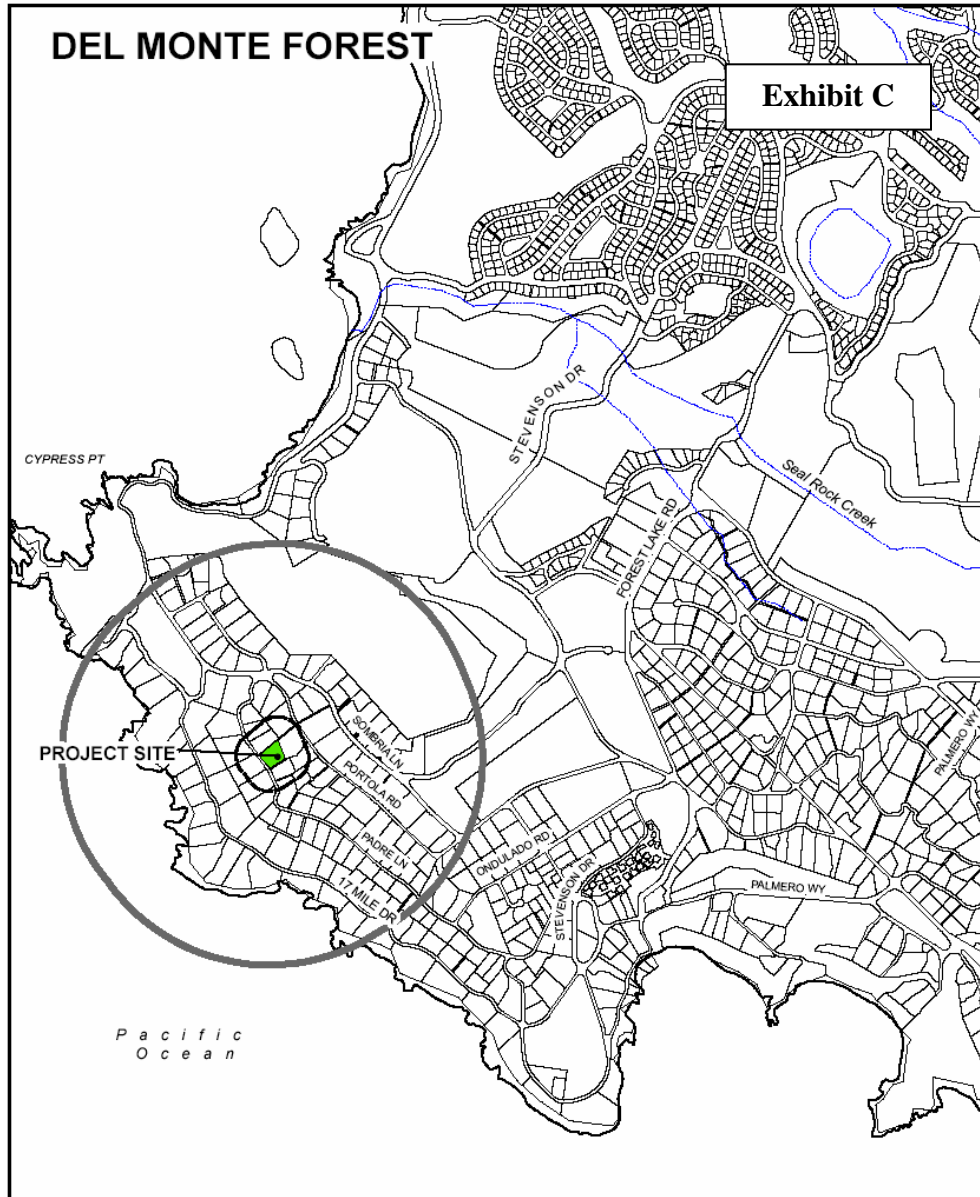 DEL MONTE FOREST
Exhibit C
STEVENSON DR
CYPRESS PT
Seal Rock Creek
FOREST LAKE RD
PALMERO WY
SOMBRIA LN
PROJECT SITE
PORTOLA RD
PADRE LN
ONDULADO RD
STEVENSON DR
PALMERO WY
17 MILE DR
Pacific
Ocean